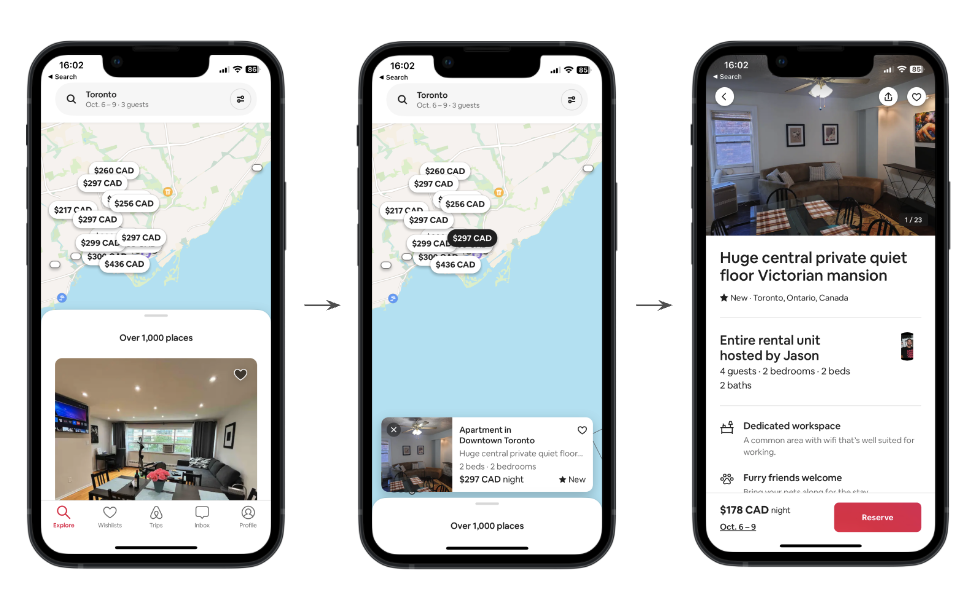 16:02
85
Search
Toronto
Oct. 6 – 9 · 3 guests
$260 CAD
$297 CAD
$256 CAD
$217 CAD
$297 CAD
$297 CAD
$299 CAD
$436 CAD
Over 1,000 places
Explore
Wishlists
Trips
Inbox
Profile
16:02
85
Search
Toronto
Oct. 6 – 9 · 3 guests
$260 CAD
$297 CAD
$256 CAD
$217 CAD
$297 CAD
$297 CAD
$299 CAD
$436 CAD
Apartment in
Downtown Toronto
Huge central private quiet floor...
2 beds · 2 bedrooms
$297 CAD night
New
Over 1,000 places
16:02
85
Search
1 / 23
Huge central private quiet
floor Victorian mansion
New · Toronto, Ontario, Canada
Entire rental unit
hosted by Jason
4 guests · 2 bedrooms · 2 beds
2 baths
Dedicated workspace
A common area with wifi that's well suited for
working.
Furry friends welcome
Bring your pets along for the stay.
$178 CAD night
Oct. 6 – 9
Reserve